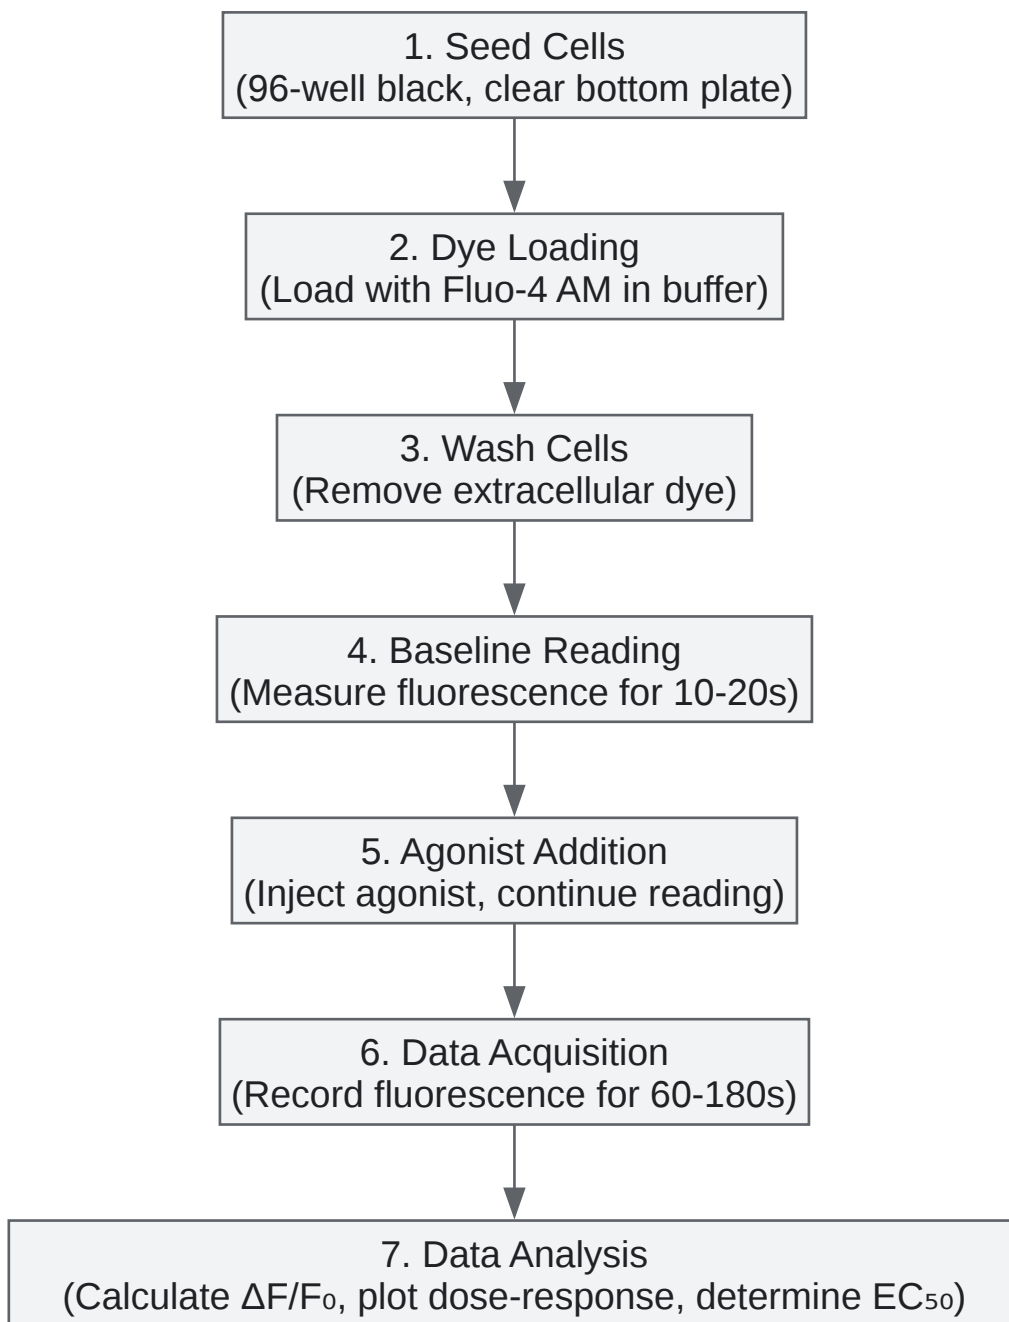 1. Seed Cells
(96-well black, clear bottom plate)
2. Dye Loading
(Load with Fluo-4 AM in buffer)
3. Wash Cells
(Remove extracellular dye)
4. Baseline Reading
(Measure fluorescence for 10-20s)
5. Agonist Addition
(Inject agonist, continue reading)
6. Data Acquisition
(Record fluorescence for 60-180s)
7. Data Analysis
(Calculate ΔF/F₀, plot dose-response, determine EC₅₀)